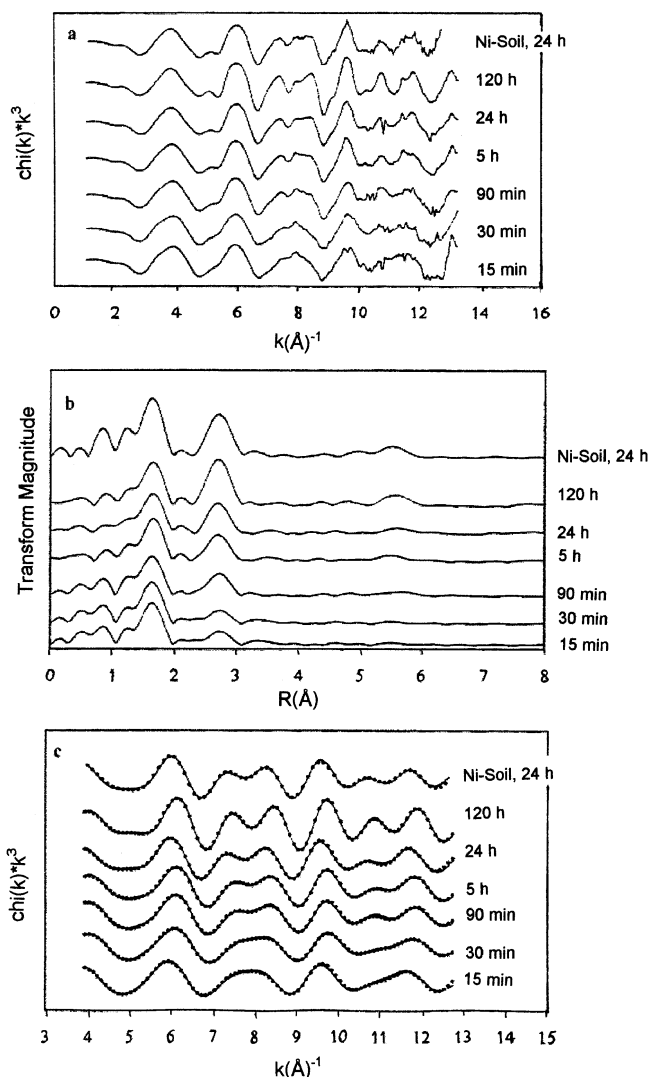 a
chi(k)*k³
Ni-Soil, 24 h
120 h
24 h
5 h
90 min
30 min
15 min
0 2 4 6 8 10 12 14 16
k(Å)⁻¹
b
Transform Magnitude
Ni-Soil, 24 h
120 h
24 h
5 h
90 min
30 min
15 min
0 1 2 3 4 5 6 7 8
R(Å)
c
chi(k)*k³
Ni-Soil, 24 h
120 h
24 h
5 h
90 min
30 min
15 min
3 4 5 6 7 8 9 10 11 12 13 14 15
k(Å)⁻¹